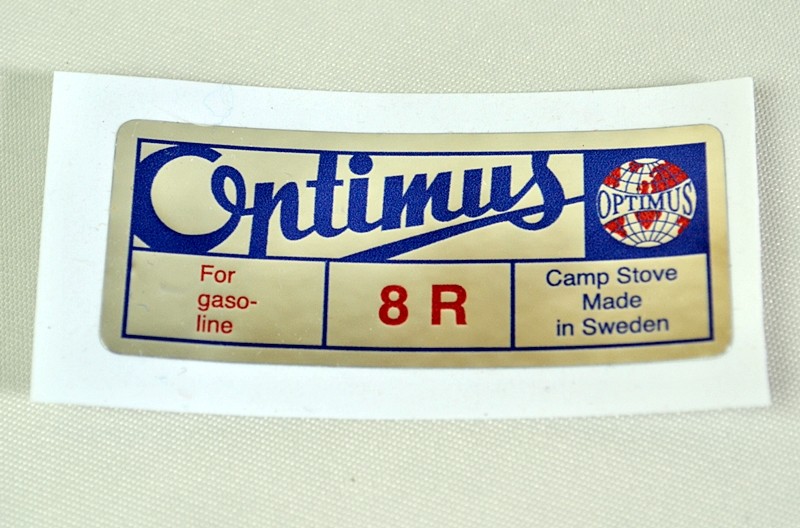 Optimus
OPTIMUS
For
gaso-
line
8 R
Camp Stove
Made
in Sweden